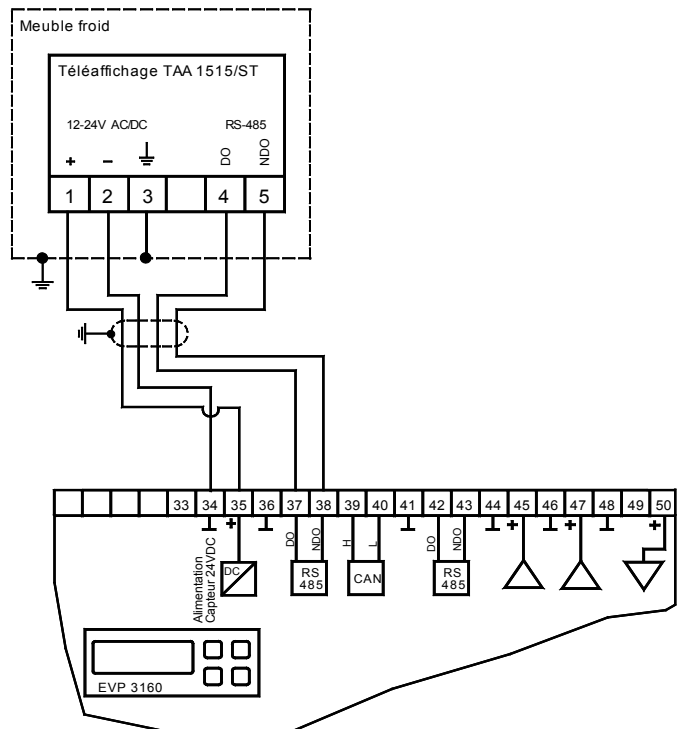 Meuble froid
Téléaffichage TAA 1515/ST
12-24V AC/DC RS-485
+ − DO NDO
1 2 3 4 5
33 34 35 36 37 38 39 40 41 42 43 44 45 46 47 48 49 50
+ DO NDO H L DO NDO + + +
Alimentation
Capteur 24VDC
DC
RS
485
CAN
RS
485
EVP 3160